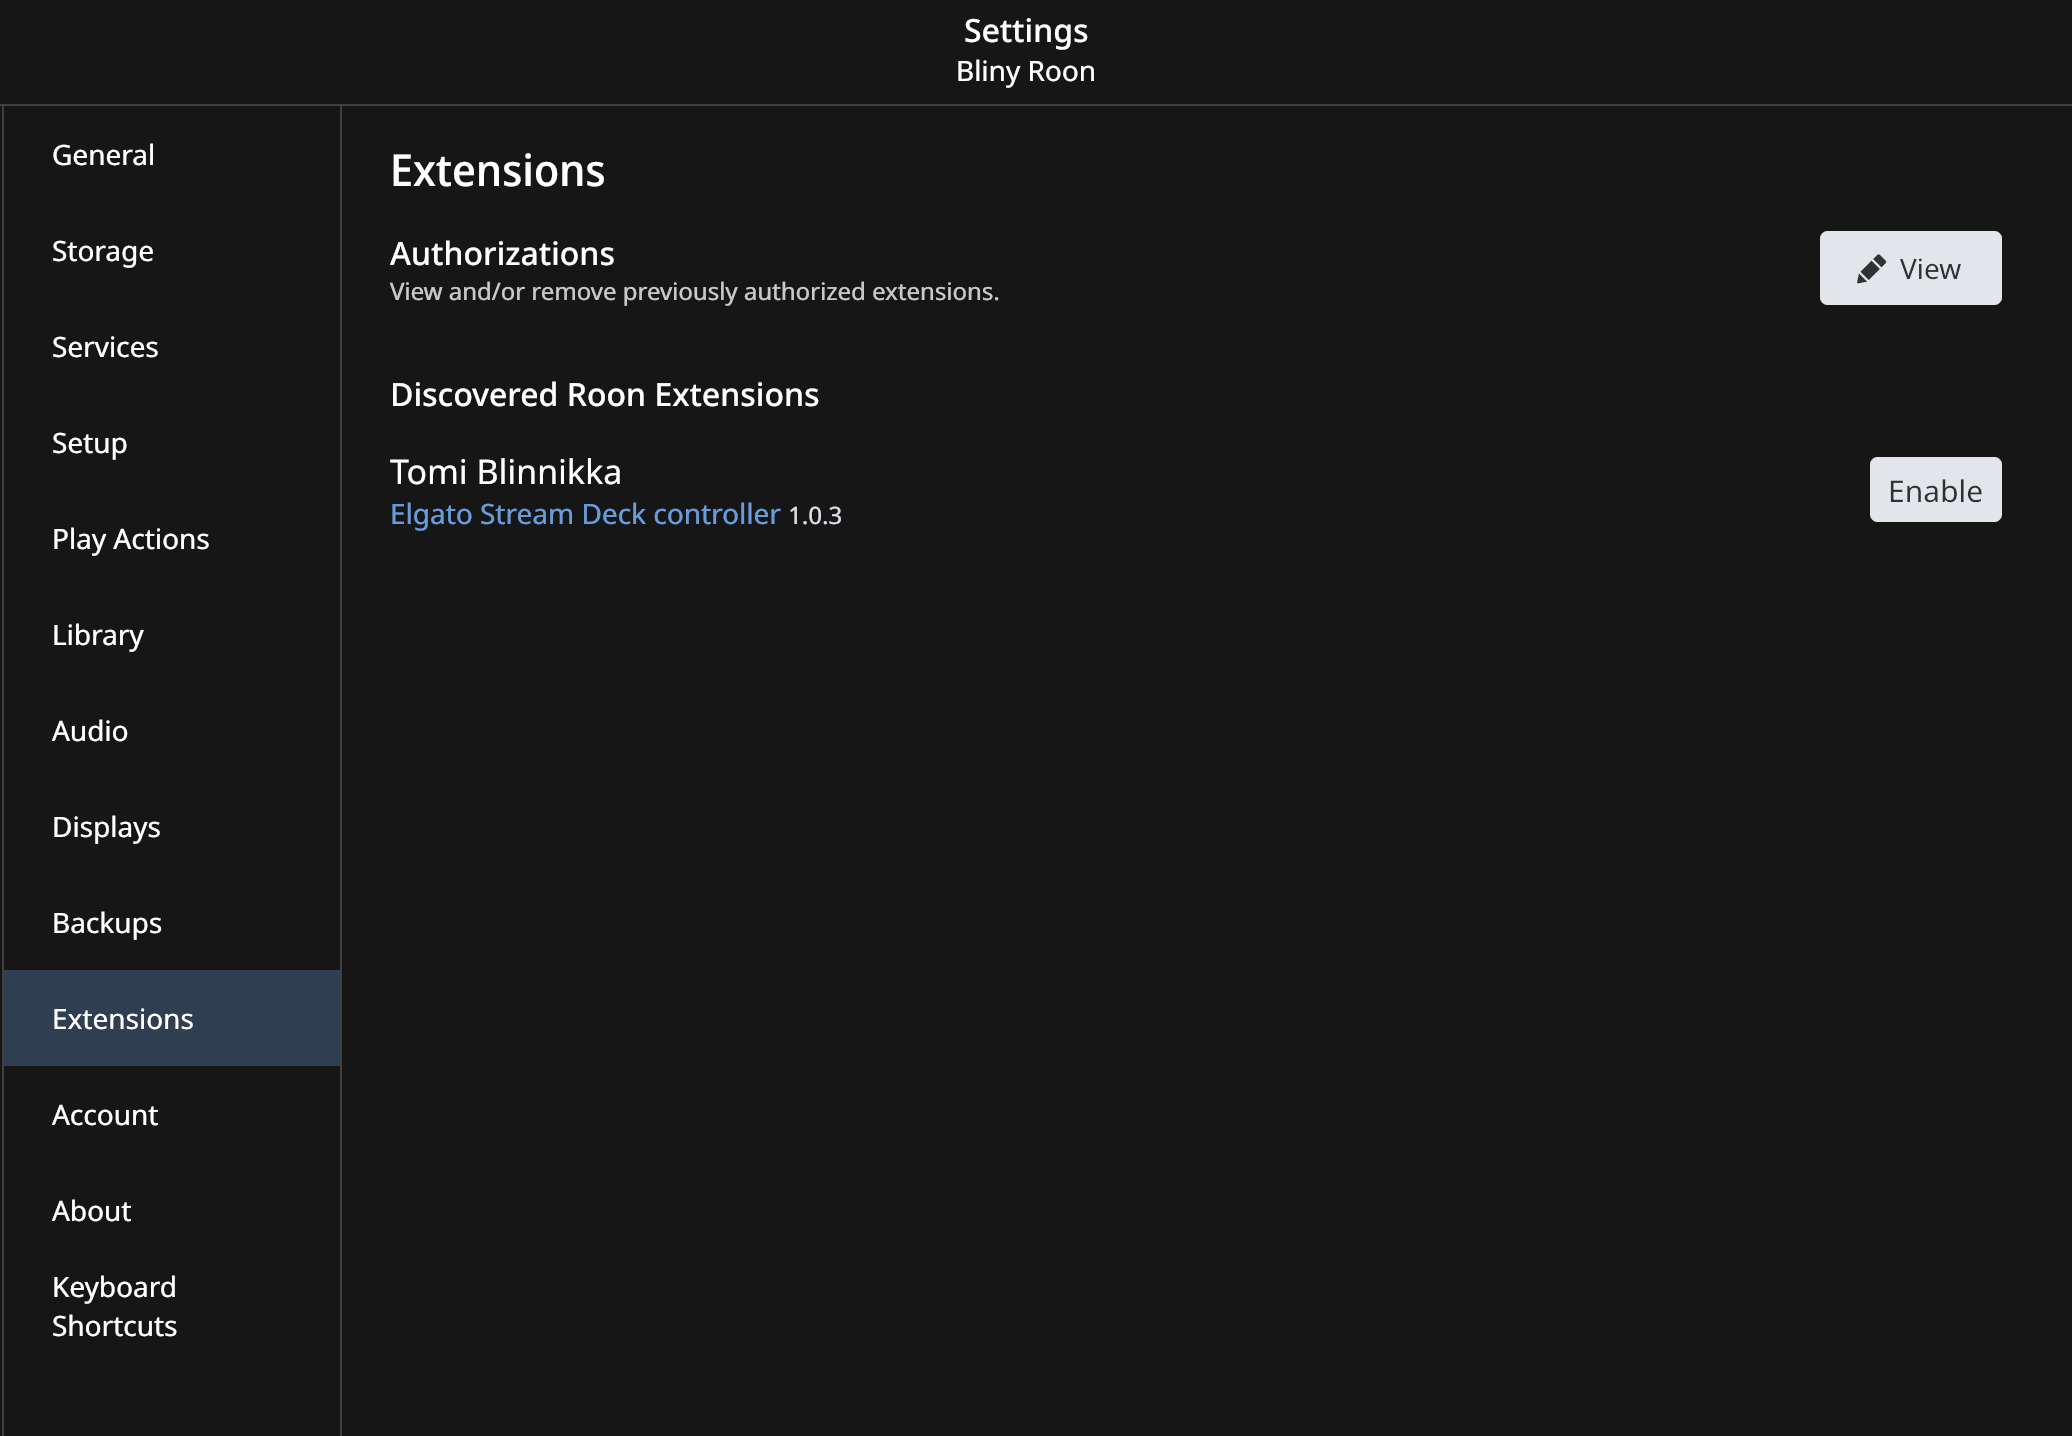 Settings
Bliny Roon
General
Storage
Services
Setup
Play Actions
Library
Audio
Displays
Backups
Extensions
Account
About
Keyboard
Shortcuts
Extensions
Authorizations
View and/or remove previously authorized extensions.
View
Discovered Roon Extensions
Tomi Blinnikka
Elgato Stream Deck controller 1.0.3
Enable